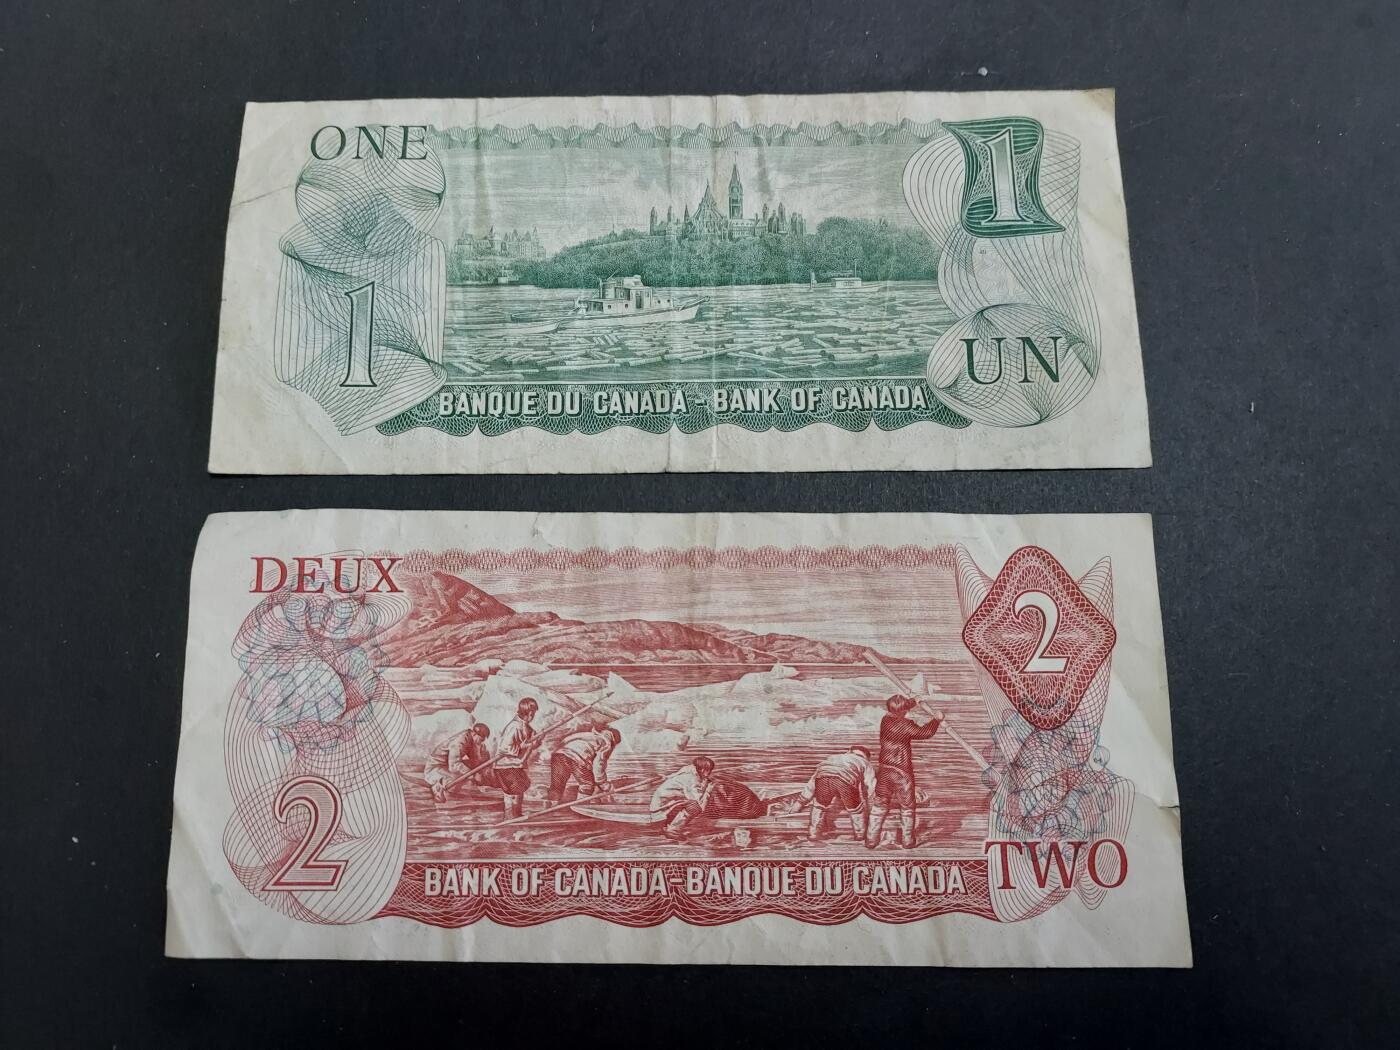 ONE
1
1
UN
BANQUE DU CANADA - BANK OF CANADA
DEUX
2
2
TWO
BANK OF CANADA - BANQUE DU CANADA